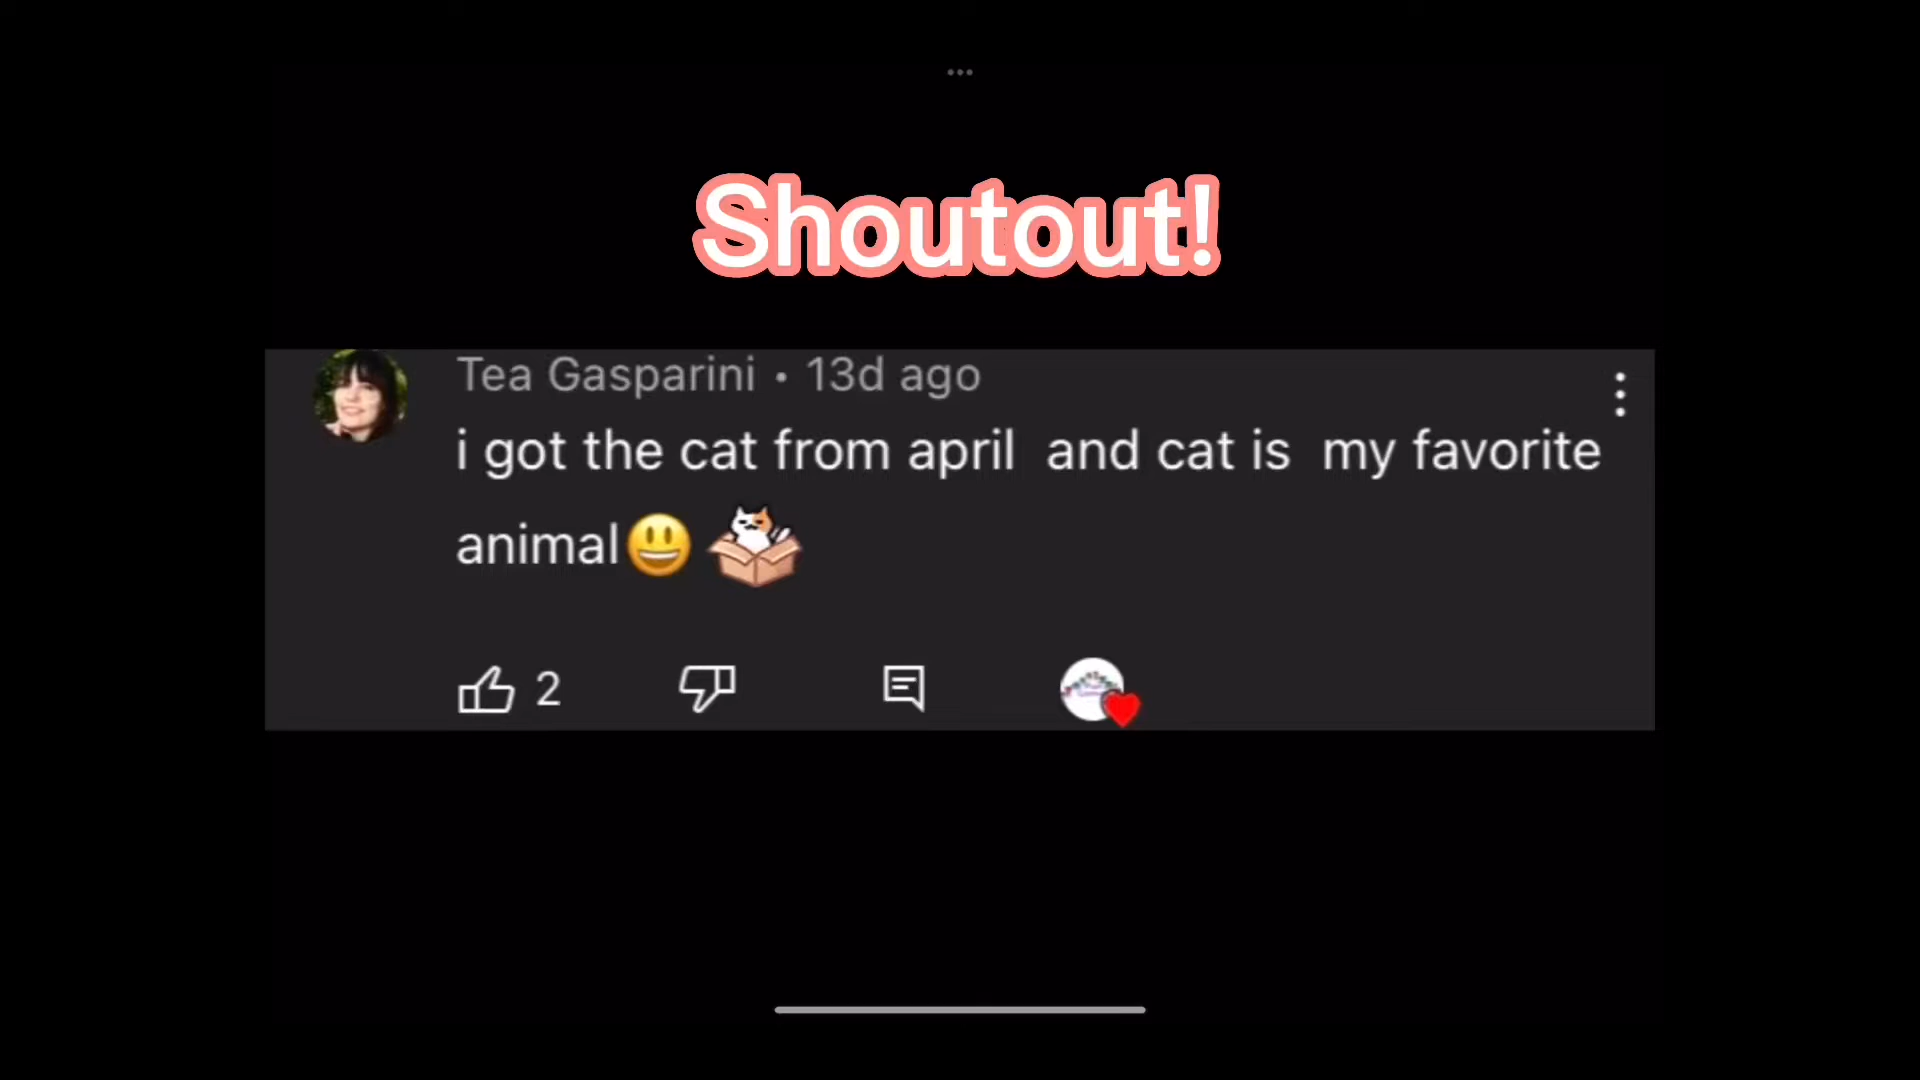 Shoutout!
Tea Gasparini • 13d ago
i got the cat from april  and cat is  my favorite
animal😃
2